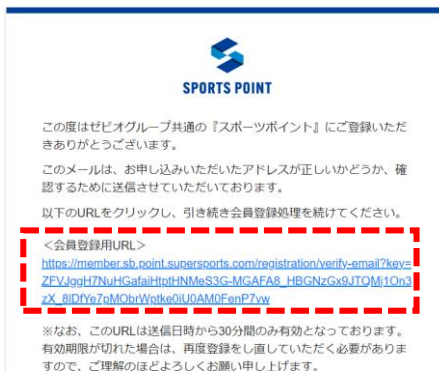 SPORTS POINT
この度はゼビオグループ共通の『スポーツポイント』にご登録いただ
きありがとうございます。
このメールは、お申し込みいただいたアドレスが正しいかどうか、確
認するために送信させていただいております。
以下のURLをクリックし、引き続き会員登録処理を続けてください。
＜会員登録用URL＞
https://member.sb.point.supersports.com/registration/verify-email?key=
ZFVJggH7NuHGafaiHtptHNMeS3G-MGAFA8_HBGNzGx9JTQMj1On3
zX_8lDfYe7pMObrWptke0iU0AM0FenP7vw
※なお、このURLは送信日時から30分間のみ有効となっております。
有効期限が切れた場合は、再度登録をし直していただく必要がありま
すので、ご理解のほどよろしくお願い申し上げます。